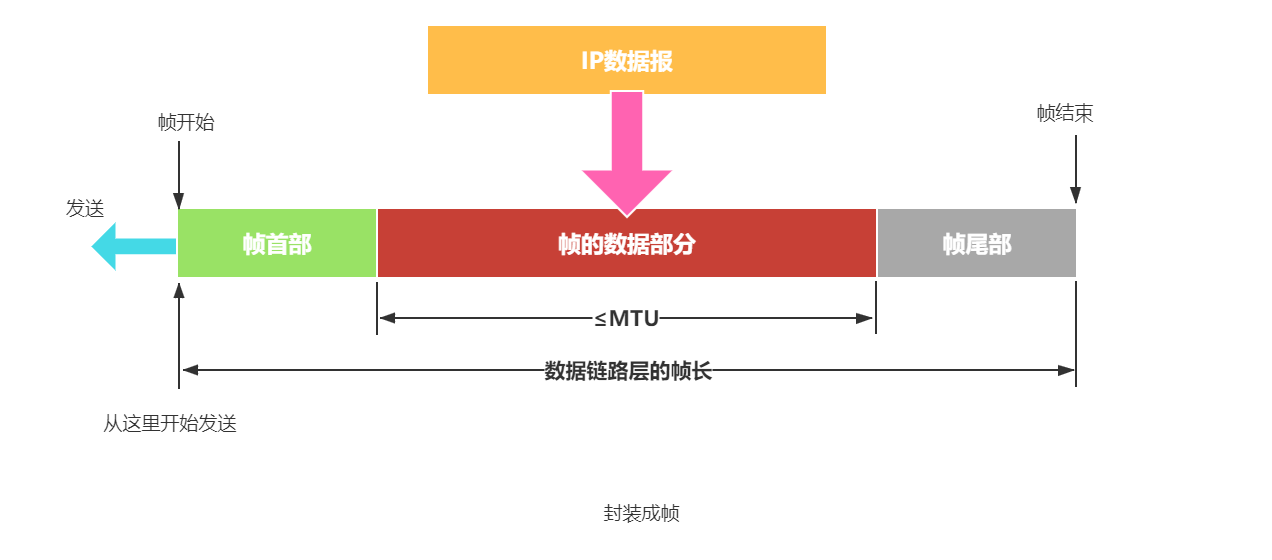 IP数据报
帧开始
帧结束
发送
帧首部
帧的数据部分
帧尾部
≤MTU
数据链路层的帧长
从这里开始发送
封装成帧